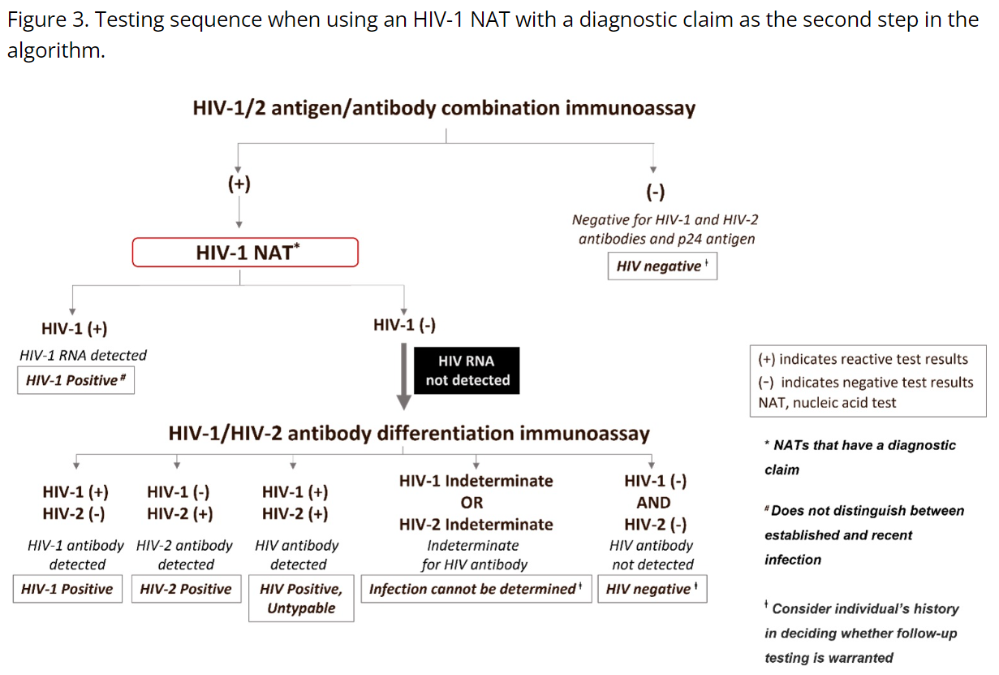 Figure 3. Testing sequence when using an HIV-1 NAT with a diagnostic claim as the second step in the
algorithm.
HIV-1/2 antigen/antibody combination immunoassay
(+)
(-)
Negative for HIV-1 and HIV-2
antibodies and p24 antigen
HIV negative ƚ
HIV-1 NAT*
HIV-1 (+)
HIV-1 RNA detected
HIV-1 Positive #
HIV-1 (-)
HIV RNA
not detected
HIV-1/HIV-2 antibody differentiation immunoassay
HIV-1 (+)
HIV-2 (-)
HIV-1 antibody
detected
HIV-1 Positive
HIV-1 (-)
HIV-2 (+)
HIV-2 antibody
detected
HIV-2 Positive
HIV-1 (+)
HIV-2 (+)
HIV antibody
detected
HIV Positive,
Untypable
HIV-1 Indeterminate
OR
HIV-2 Indeterminate
Indeterminate
for HIV antibody
Infection cannot be determined ƚ
HIV-1 (-)
AND
HIV-2 (-)
HIV antibody
not detected
HIV negative ƚ
(+) indicates reactive test results
(-) indicates negative test results
NAT, nucleic acid test
* NATs that have a diagnostic
claim
# Does not distinguish between
established and recent
infection
ƚ Consider individual's history
in deciding whether follow-up
testing is warranted